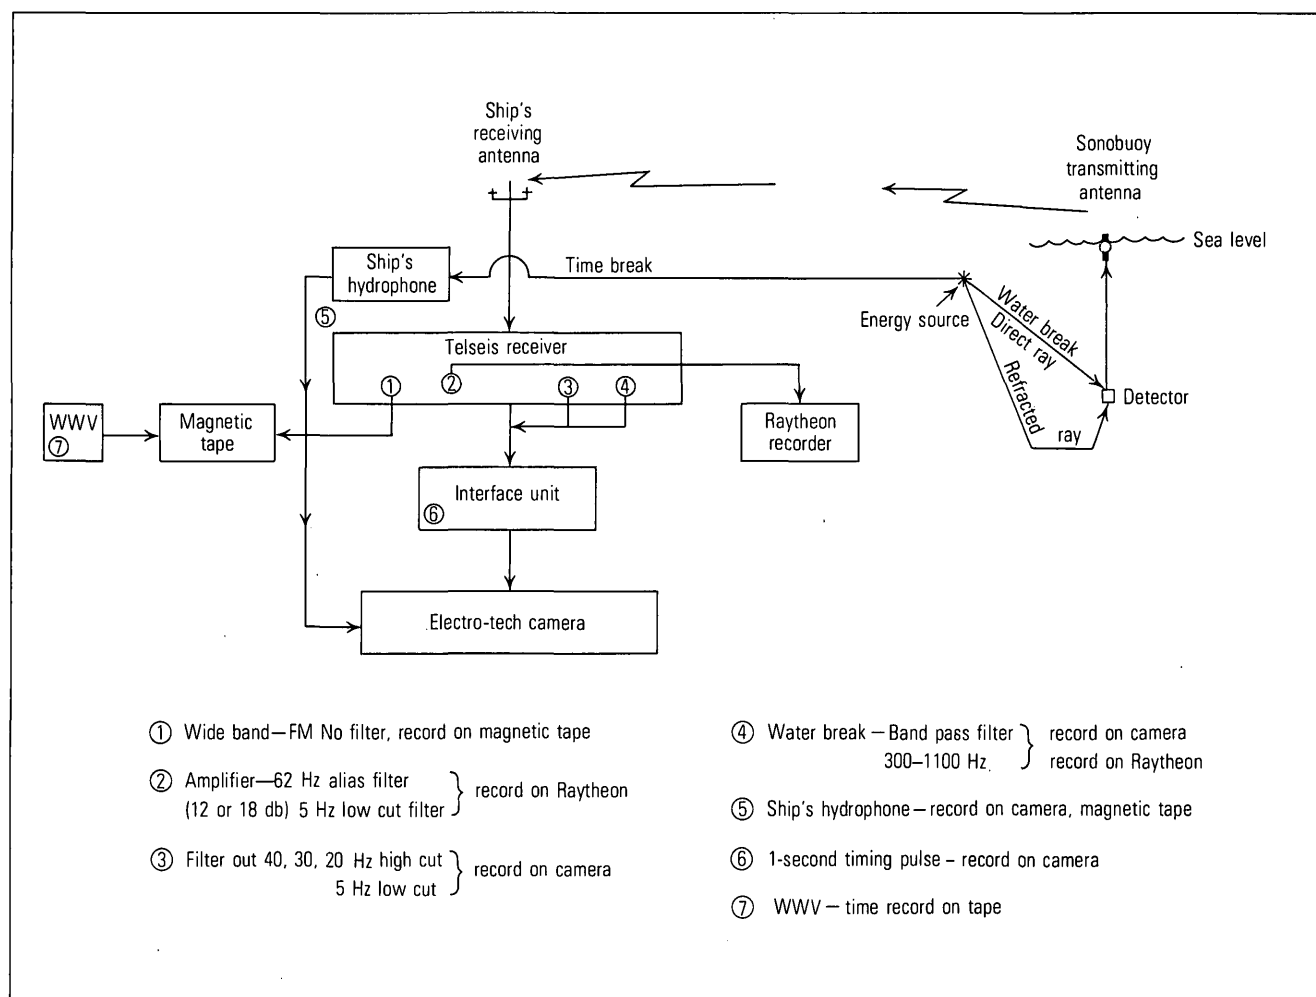 Ship's
receiving
antenna
Sonobuoy
transmitting
antenna
Sea level
Ship's
hydrophone
Time break
Energy source
Water break
Direct ray
Refracted
ray
Detector
⑤
Telseis receiver
① ② ③ ④
WWV
⑦
Magnetic
tape
Raytheon
recorder
Interface unit
⑥
Electro-tech camera
① Wide band—FM No filter, record on magnetic tape
② Amplifier—62 Hz alias filter
(12 or 18 db) 5 Hz low cut filter } record on Raytheon
③ Filter out 40, 30, 20 Hz high cut
5 Hz low cut } record on camera
④ Water break — Band pass filter } record on camera
300–1100 Hz. record on Raytheon
⑤ Ship's hydrophone — record on camera, magnetic tape
⑥ 1-second timing pulse – record on camera
⑦ WWV — time record on tape